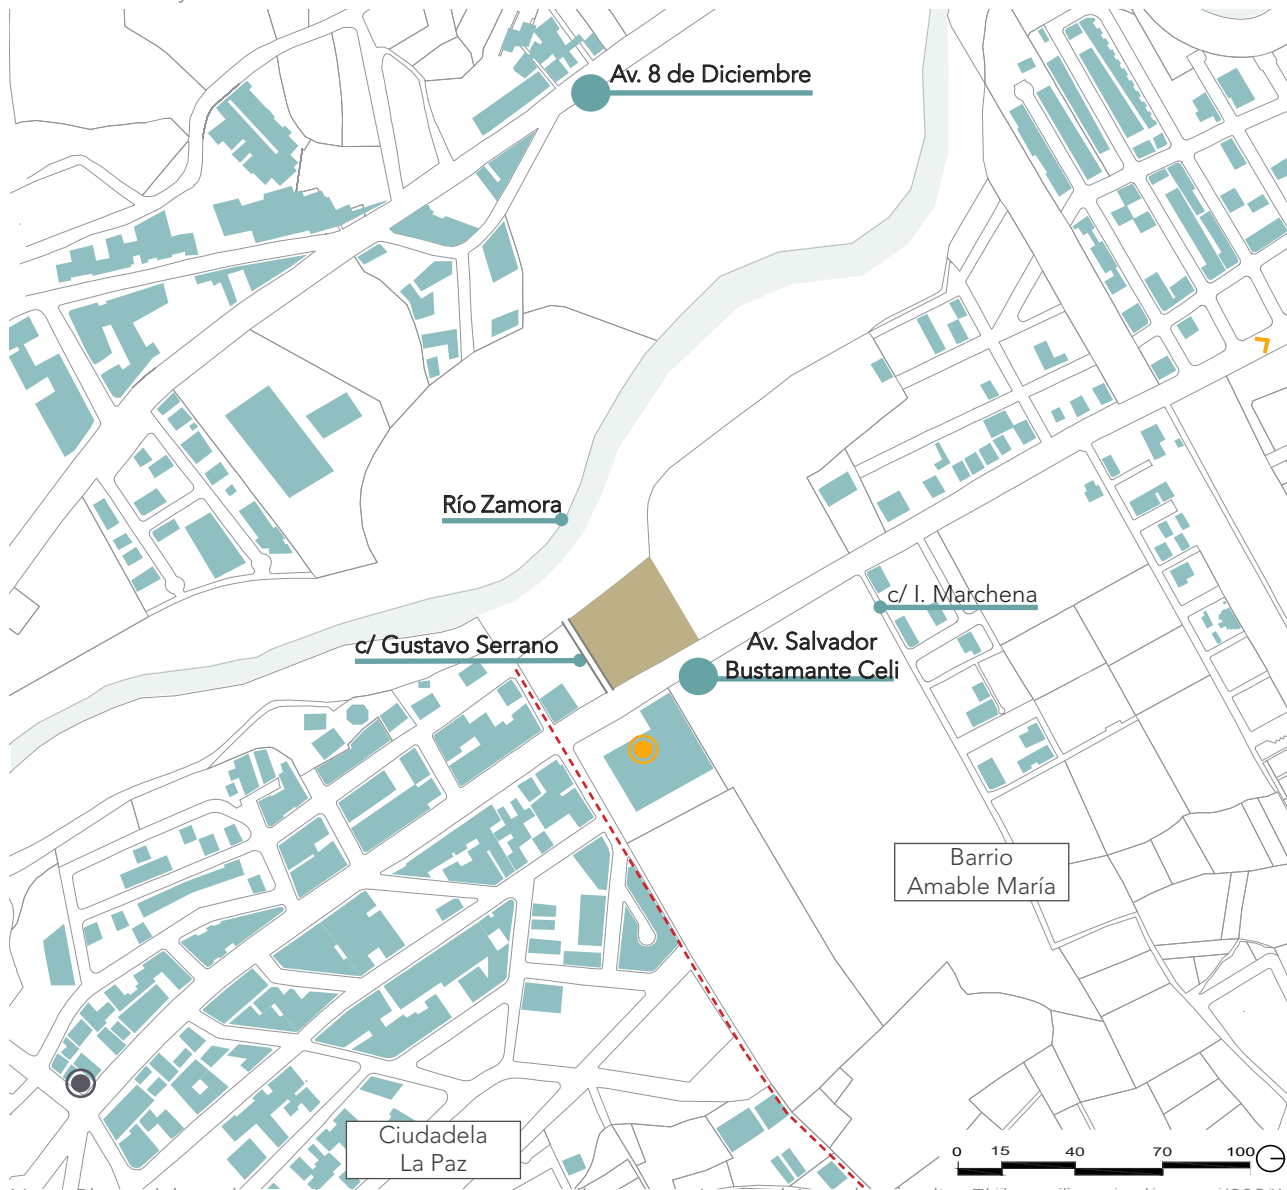 Av. 8 de Diciembre
Río Zamora
c/ I. Marchena
c/ Gustavo Serrano
Av. Salvador
Bustamante Celi
Barrio
Amable María
Ciudadela
La Paz
0 15 40 70 100